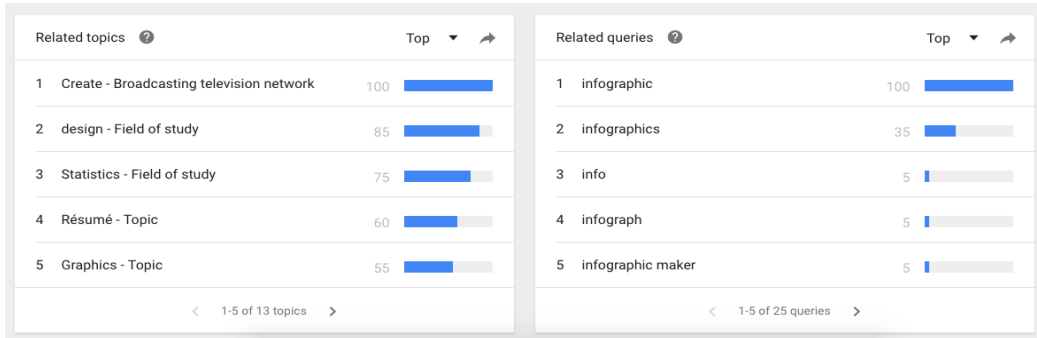 Related topics ? Top
1 Create - Broadcasting television network 100
2 design - Field of study 85
3 Statistics - Field of study 75
4 Résumé - Topic 60
5 Graphics - Topic 55
< 1-5 of 13 topics >
Related queries ? Top
1 infographic 100
2 infographics 35
3 info 5
4 infograph 5
5 infographic maker 5
< 1-5 of 25 queries >